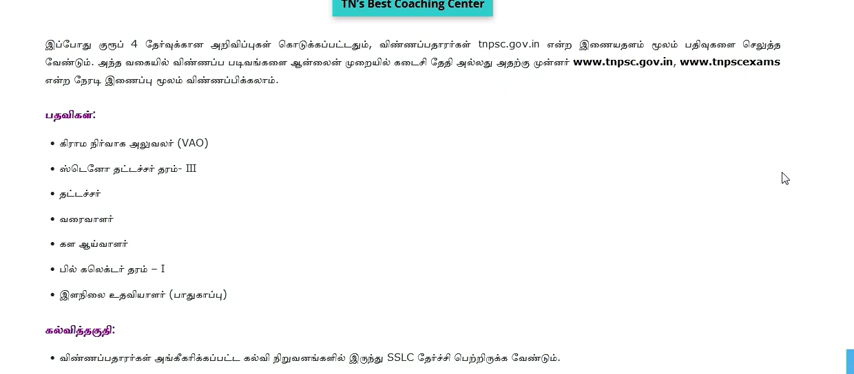 TN's Best Coaching Center
இப்போது குரூப் 4 தேர்வுக்கான அறிவிப்புகள் கொடுக்கப்பட்டதும், விண்ணப்பதாரர்கள் tnpsc.gov.in என்ற இணையதளம் மூலம் பதிவுகளை செலுத்த
வேண்டும். அந்த வகையில் விண்ணப்ப படிவங்களை ஆன்லைன் முறையில் கடைசி தேதி அல்லது அதற்கு முன்னர் www.tnpsc.gov.in, www.tnpscexams
என்ற நேரடி இணைப்பு மூலம் விண்ணப்பிக்கலாம்.
பதவிகள்:
• கிராம நிர்வாக அலுவலர் (VAO)
• ஸ்டெனோ தட்டச்சர் தரம்- III
• தட்டச்சர்
• வரைவாளர்
• கள ஆய்வாளர்
• பில் கலெக்டர் தரம் – I
• இளநிலை உதவியாளர் (பாதுகாப்பு)
கல்வித்தகுதி:
• விண்ணப்பதாரர்கள் அங்கீகரிக்கப்பட்ட கல்வி நிறுவனங்களில் இருந்து SSLC தேர்ச்சி பெற்றிருக்க வேண்டும்.